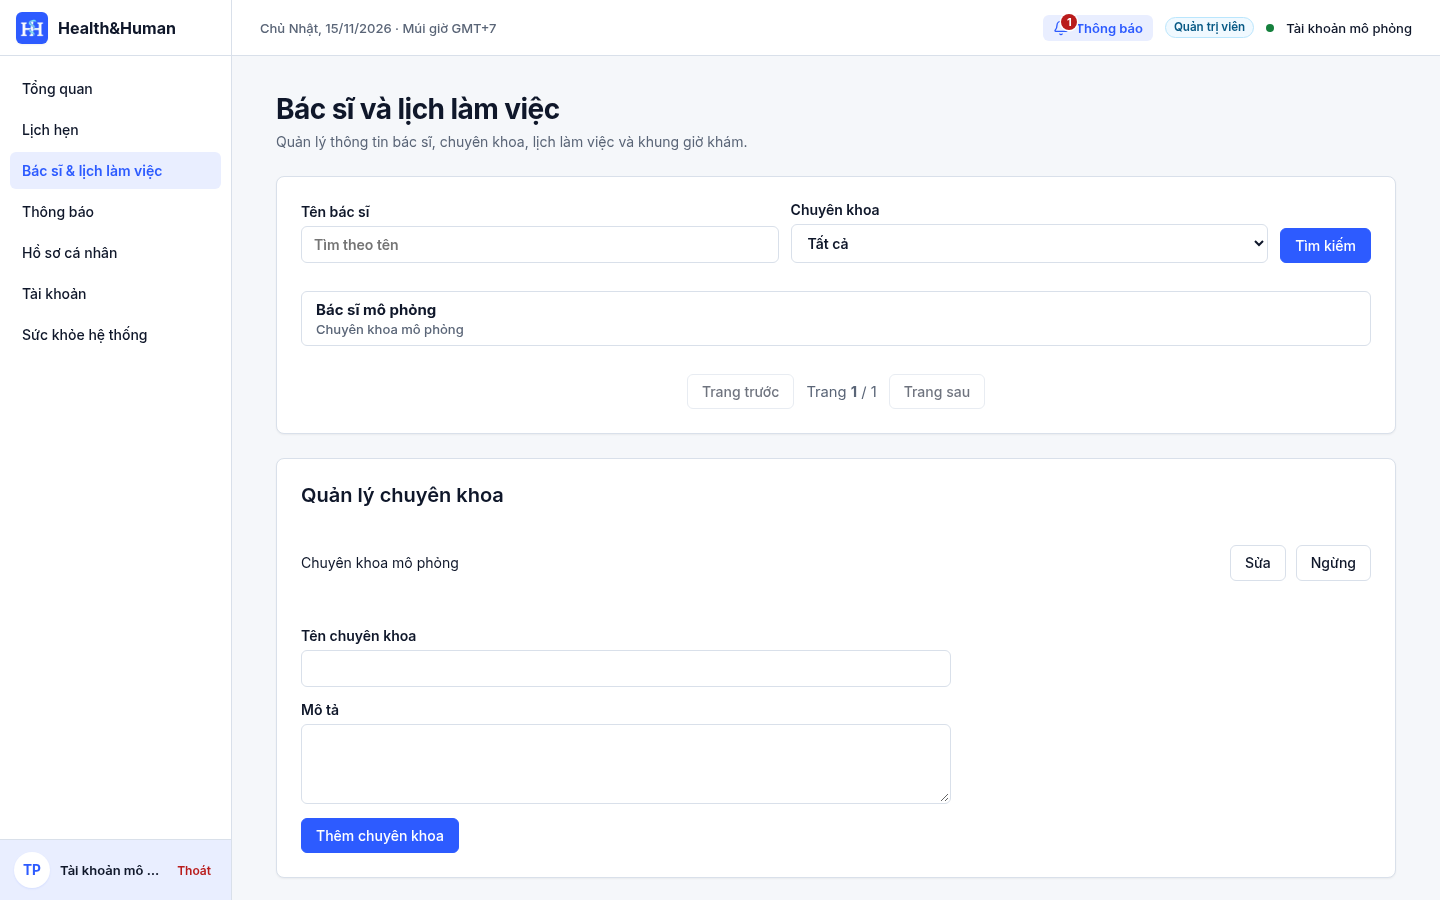 Health&Human
Chủ Nhật, 15/11/2026 · Múi giờ GMT+7
1
Thông báo
Quản trị viên
Tài khoản mô phỏng
Tổng quan
Lịch hẹn
Bác sĩ & lịch làm việc
Thông báo
Hồ sơ cá nhân
Tài khoản
Sức khỏe hệ thống
Bác sĩ và lịch làm việc
Quản lý thông tin bác sĩ, chuyên khoa, lịch làm việc và khung giờ khám.
Tên bác sĩ
Tìm theo tên
Chuyên khoa
Tất cả
Tìm kiếm
Bác sĩ mô phỏng
Chuyên khoa mô phỏng
Trang trước
Trang 1 / 1
Trang sau
Quản lý chuyên khoa
Chuyên khoa mô phỏng
Sửa
Ngừng
Tên chuyên khoa
Mô tả
Thêm chuyên khoa
TP
Tài khoản mô ...
Thoát